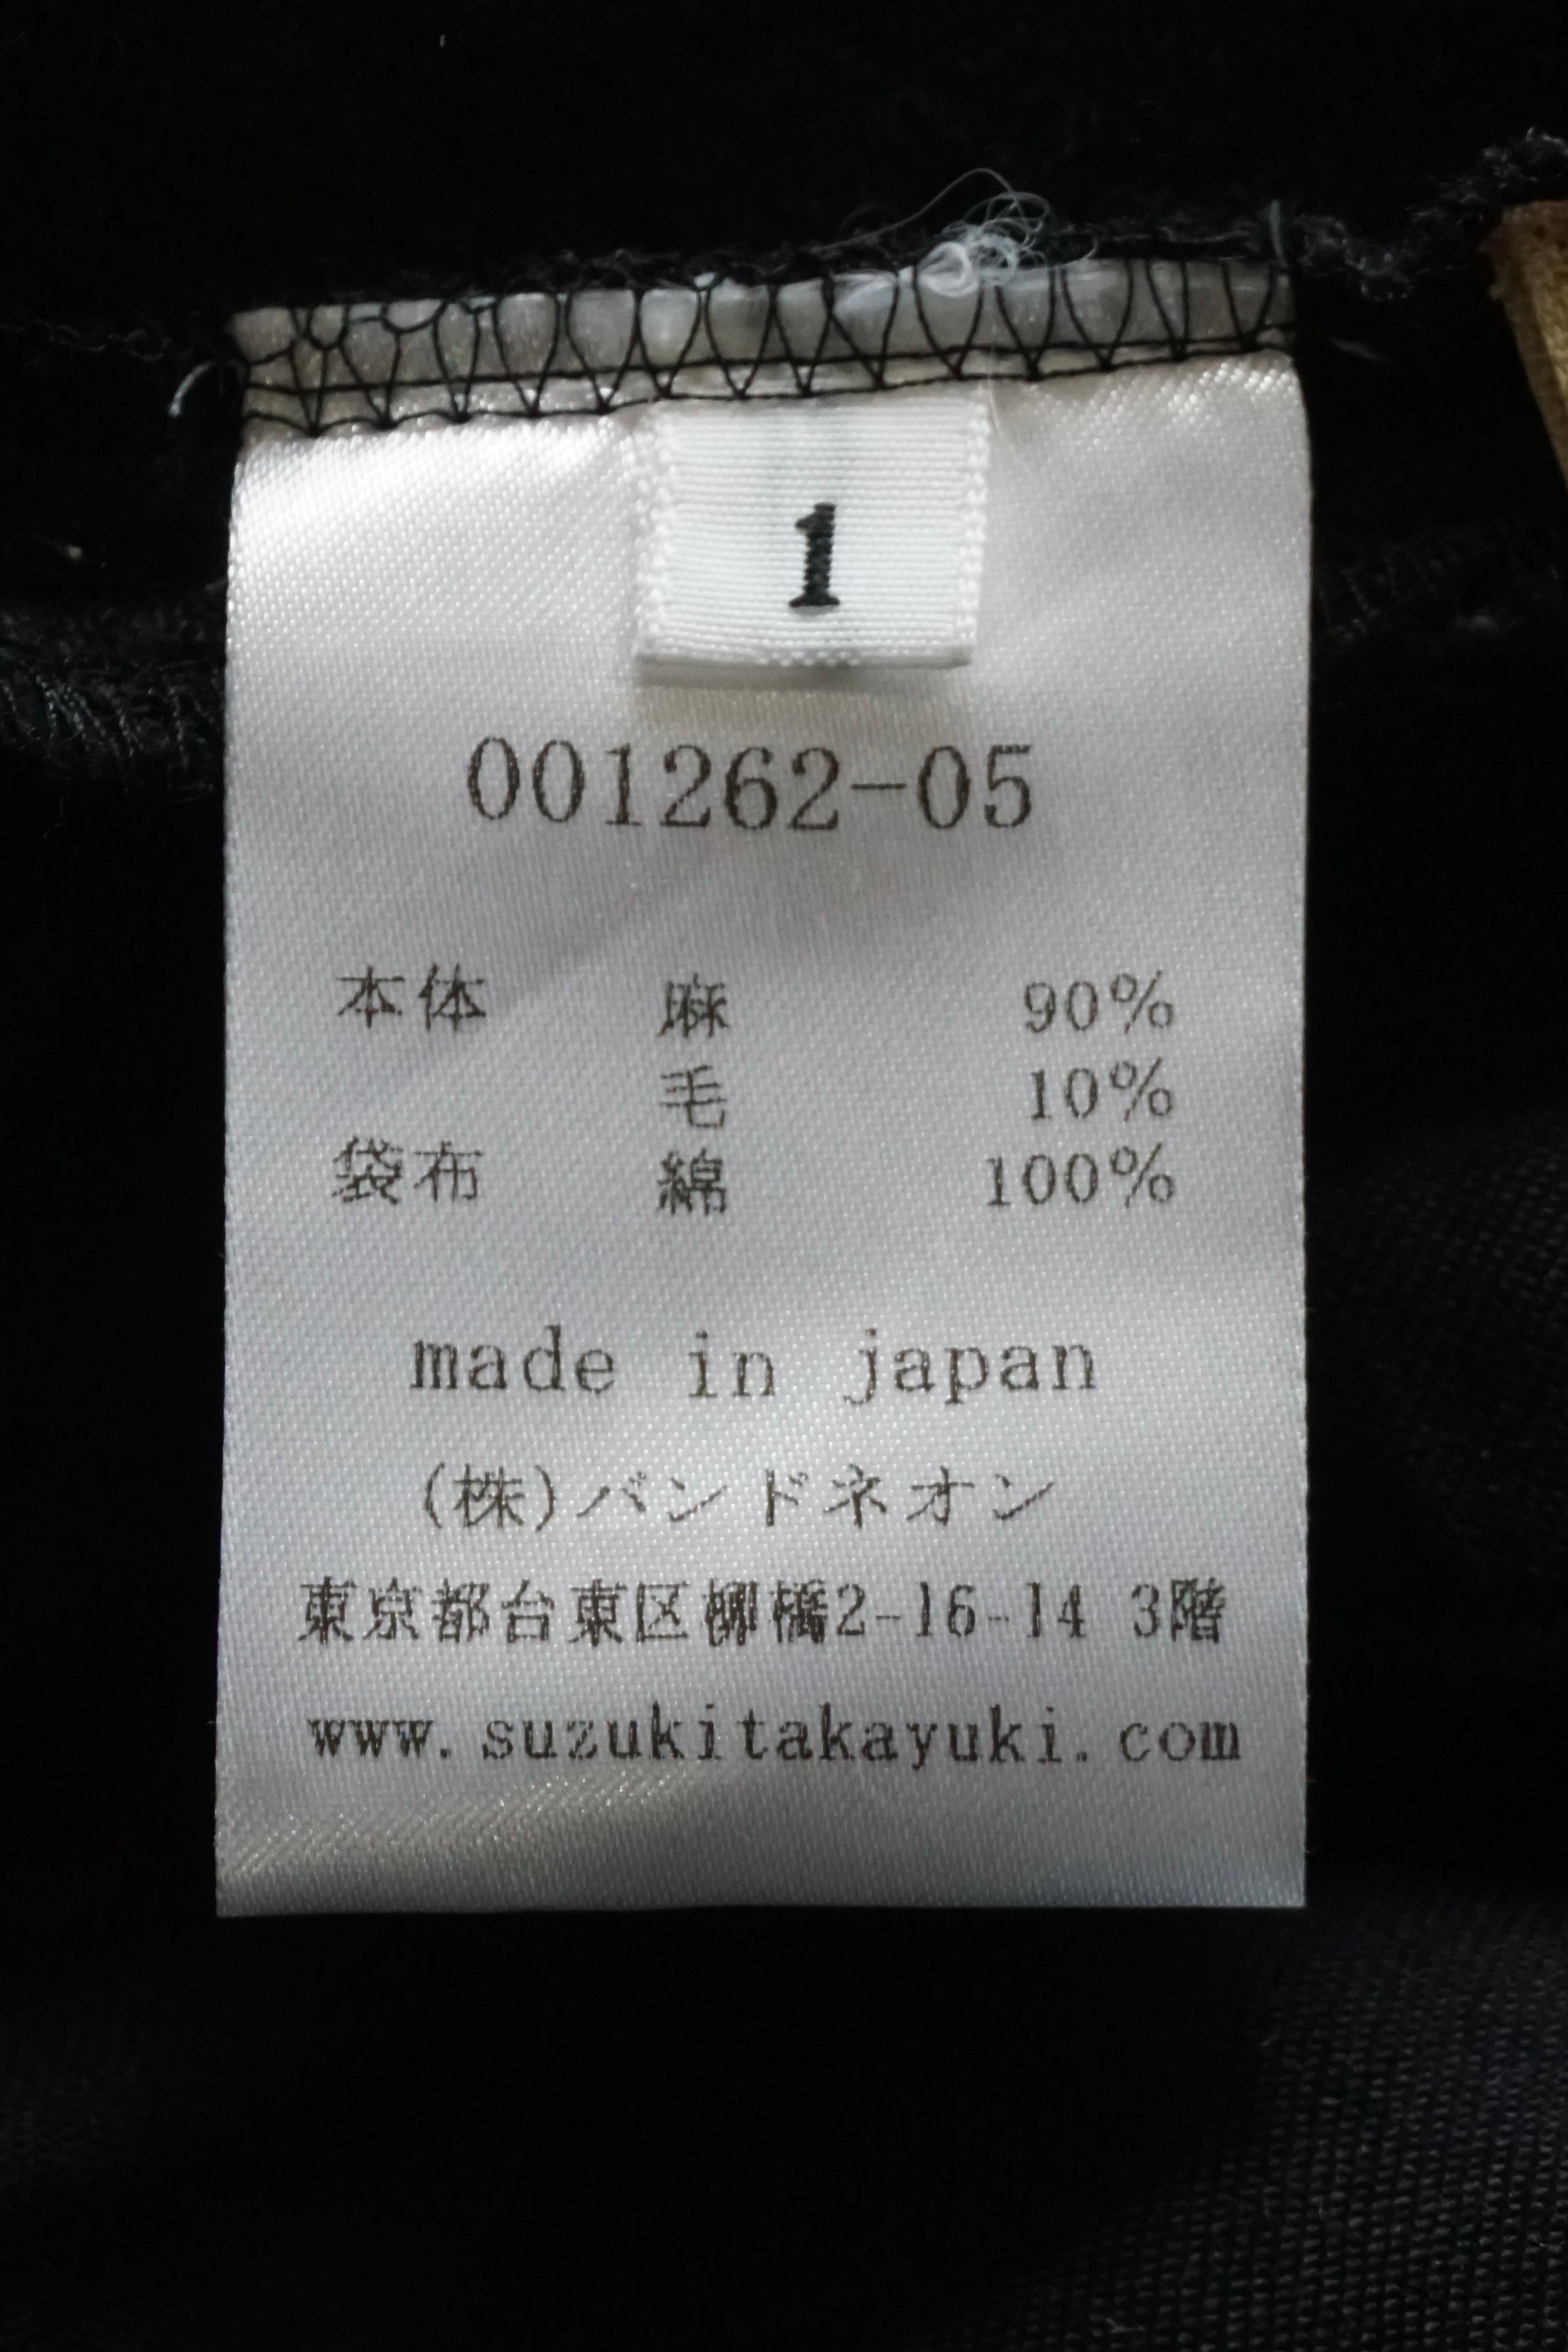 1
001262-05
本体 麻 90%
毛 10%
袋布 綿 100%
made in japan
(株)バンドネオン
東京都台東区柳橋2-16-14 3階
www.suzukitakayuki.com